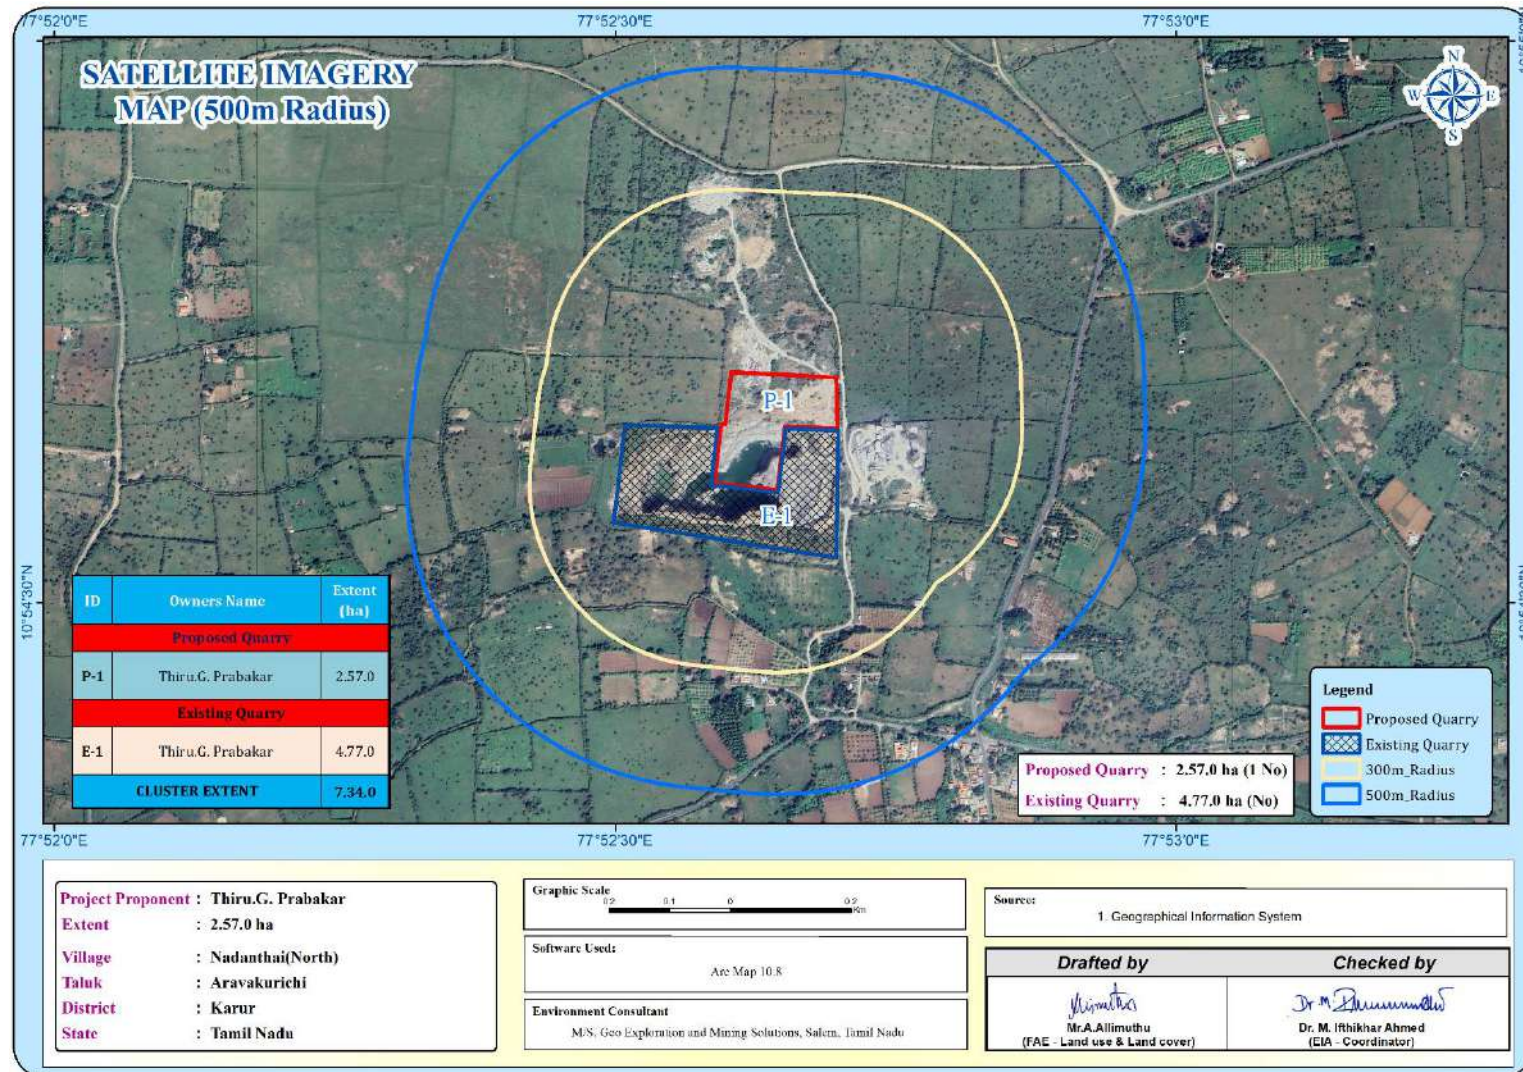 77°52'0"E
77°52'30"E
77°53'0"E
SATELLITE IMAGERY
MAP (500m Radius)
N
W E
S
P-1
E-1
10°54'30"N
ID Owners Name Extent (ha)
Proposed Quarry
P-1 Thiru.G. Prabakar 2.57.0
Existing Quarry
E-1 Thiru.G. Prabakar 4.77.0
CLUSTER EXTENT 7.34.0
Proposed Quarry : 2.57.0 ha (1 No)
Existing Quarry : 4.77.0 ha (No)
Legend
Proposed Quarry
Existing Quarry
300m_Radius
500m_Radius
77°52'0"E
77°52'30"E
77°53'0"E
Project Proponent : Thiru.G. Prabakar
Extent : 2.57.0 ha
Village : Nadanthai(North)
Taluk : Aravakurichi
District : Karur
State : Tamil Nadu
Graphic Scale
0.2 0.1 0 0.2
Km
Software Used:
Arc Map 10.8
Environment Consultant
M/S. Geo Exploration and Mining Solutions, Salem, Tamil Nadu
Source:
1. Geographical Information System
Drafted by
Checked by
Mr.A.Allimuthu
(FAE - Land use & Land cover)
Dr. M.
Dr. M. Ifthikhar Ahmed
(EIA - Coordinator)